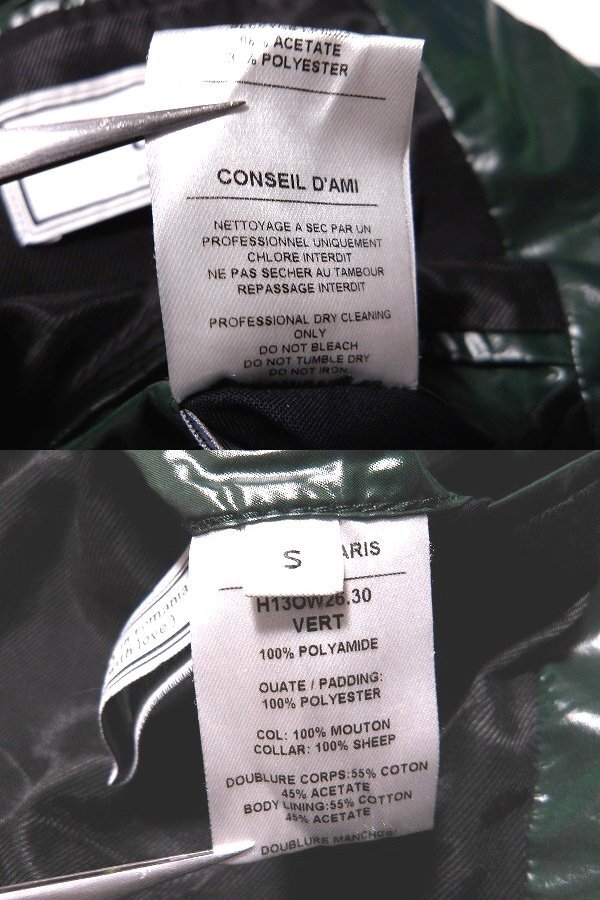 ACETATE
POLYESTER
CONSEIL D'AMI
NETTOYAGE A SEC PAR UN
PROFESSIONNEL UNIQUEMENT
CHLORE INTERDIT
NE PAS SECHER AU TAMBOUR
REPASSAGE INTERDIT
PROFESSIONAL DRY CLEANING
ONLY
DO NOT BLEACH
DO NOT TUMBLE DRY
DO NOT IRON
S
ARIS
H13OW26.30
VERT
100% POLYAMIDE
OUATE / PADDING:
100% POLYESTER
COL: 100% MOUTON
COLLAR: 100% SHEEP
DOUBLURE CORPS:55% COTON
45% ACETATE
BODY LINING:55% COTTON
45% ACETATE
DOUBLURE
romania
with love)